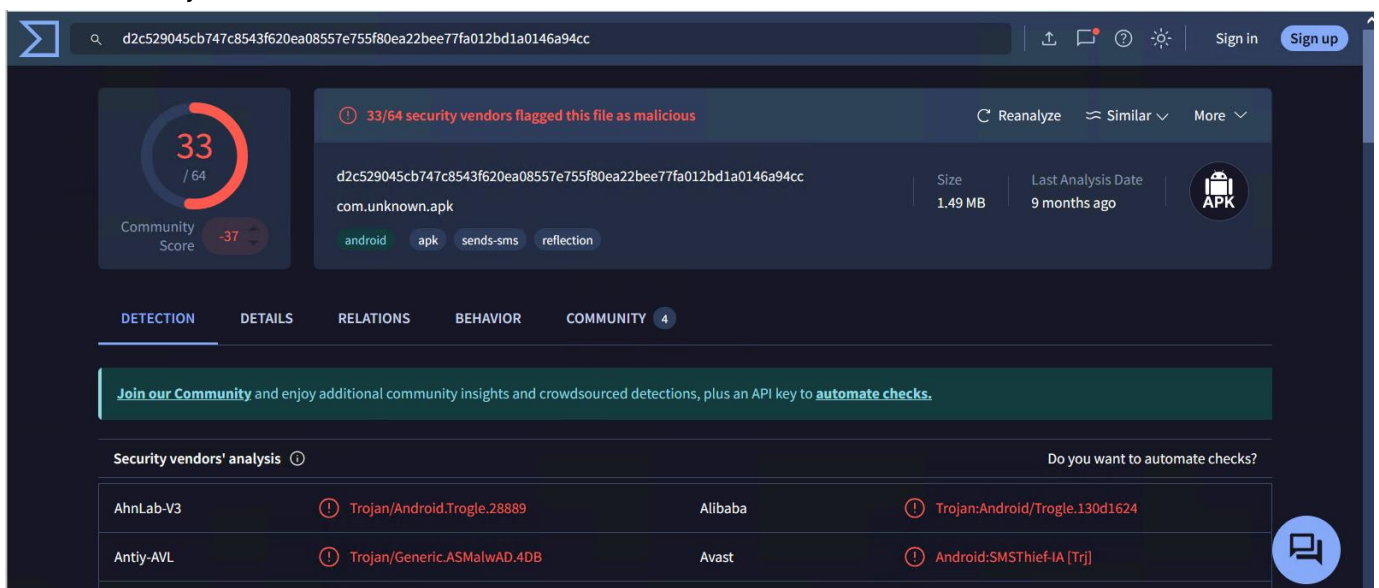 d2c529045cb747c8543f620ea08557e755f80ea22bee77fa012bd1a0146a94cc
Sign in
Sign up
33
/ 64
Community
Score
-37
33/64 security vendors flagged this file as malicious
Reanalyze
Similar
More
d2c529045cb747c8543f620ea08557e755f80ea22bee77fa012bd1a0146a94cc
com.unknown.apk
android apk sends-sms reflection
Size
1.49 MB
Last Analysis Date
9 months ago
APK
DETECTION DETAILS RELATIONS BEHAVIOR COMMUNITY 4
Join our Community and enjoy additional community insights and crowdsourced detections, plus an API key to automate checks.
Security vendors' analysis
Do you want to automate checks?
AhnLab-V3 Trojan/Android.Trogle.28889 Alibaba Trojan:Android/Trogle.130d1624
Antiy-AVL Trojan/Generic.ASMalwAD.4DB Avast Android:SMSThief-IA [Trj]